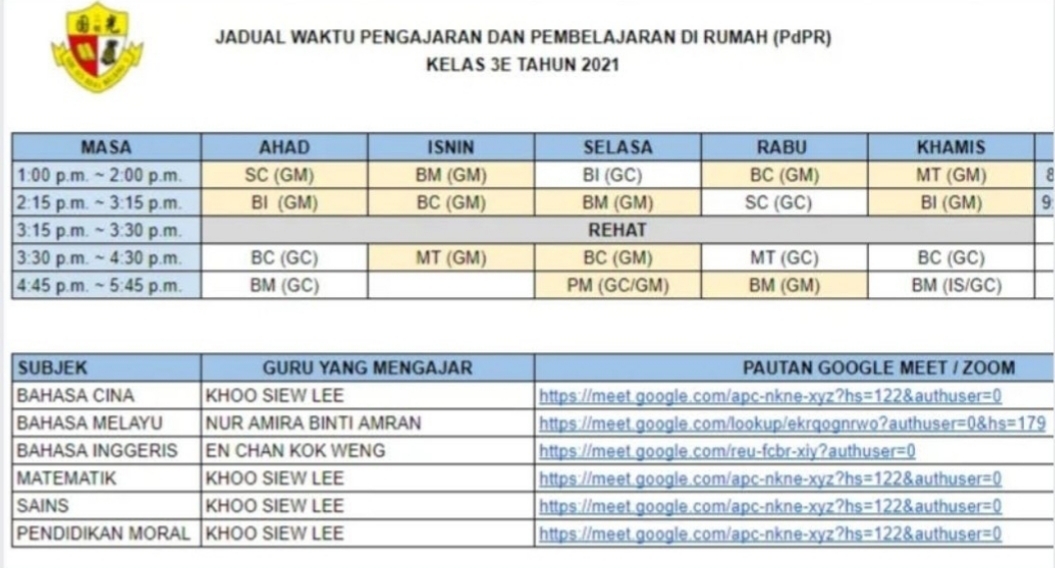 JADUAL WAKTU PENGAJARAN DAN PEMBELAJARAN DI RUMAH (PdPR)
KELAS 3E TAHUN 2021
MASA AHAD ISNIN SELASA RABU KHAMIS
1:00 p.m. ~ 2:00 p.m. SC (GM) BM (GM) BI (GC) BC (GM) MT (GM) 8
2:15 p.m. ~ 3:15 p.m. BI (GM) BC (GM) BM (GM) SC (GC) BI (GM) 9:
3:15 p.m. ~ 3:30 p.m. REHAT
3:30 p.m. ~ 4:30 p.m. BC (GC) MT (GM) BC (GM) MT (GC) BC (GC)
4:45 p.m. ~ 5:45 p.m. BM (GC) PM (GC/GM) BM (GM) BM (IS/GC)
SUBJEK GURU YANG MENGAJAR PAUTAN GOOGLE MEET / ZOOM
BAHASA CINA KHOO SIEW LEE https://meet.google.com/apc-nkne-xyz?hs=122&authuser=0
BAHASA MELAYU NUR AMIRA BINTI AMRAN https://meet.google.com/lookup/ekrqognrwo?authuser=0&hs=179
BAHASA INGGERIS EN CHAN KOK WENG https://meet.google.com/reu-fcbr-xiy?authuser=0
MATEMATIK KHOO SIEW LEE https://meet.google.com/apc-nkne-xyz?hs=122&authuser=0
SAINS KHOO SIEW LEE https://meet.google.com/apc-nkne-xyz?hs=122&authuser=0
PENDIDIKAN MORAL KHOO SIEW LEE https://meet.google.com/apc-nkne-xyz?hs=122&authuser=0